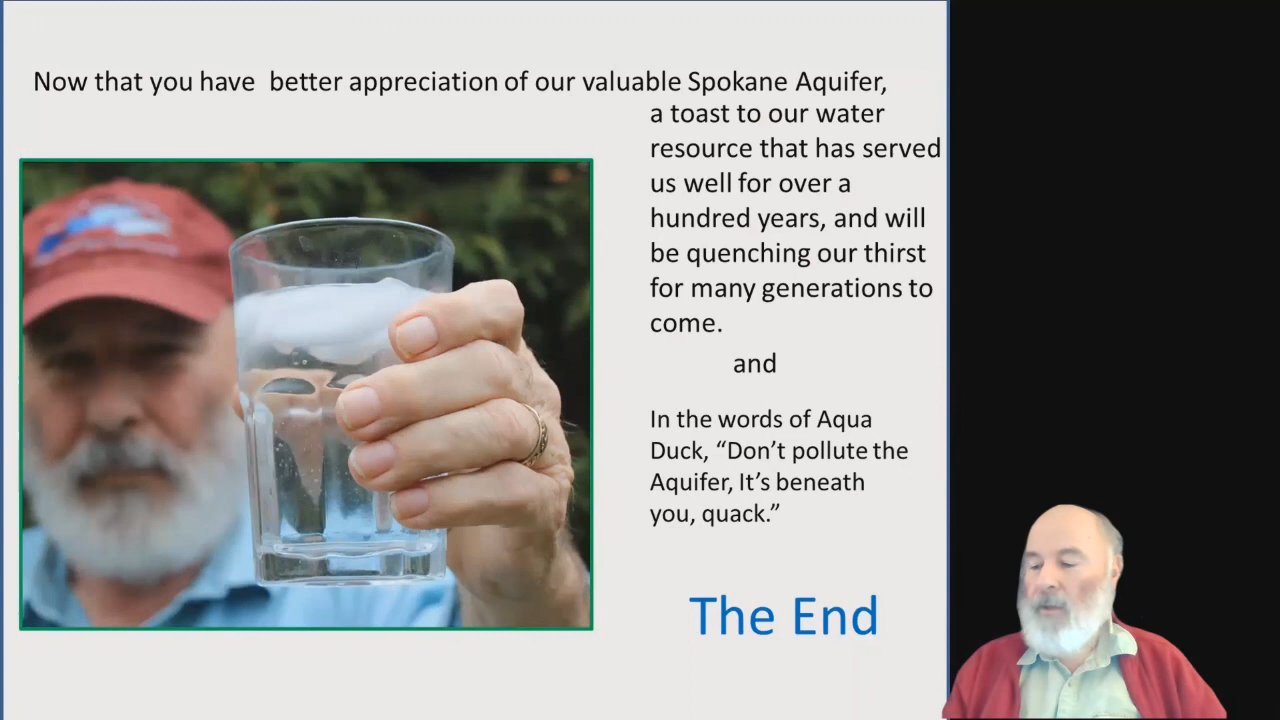 Now that you have  better appreciation of our valuable Spokane Aquifer,
a toast to our water
resource that has served
us well for over a
hundred years, and will
be quenching our thirst
for many generations to
come.
and
In the words of Aqua
Duck, “Don’t pollute the
Aquifer, It’s beneath
you, quack.”
The End